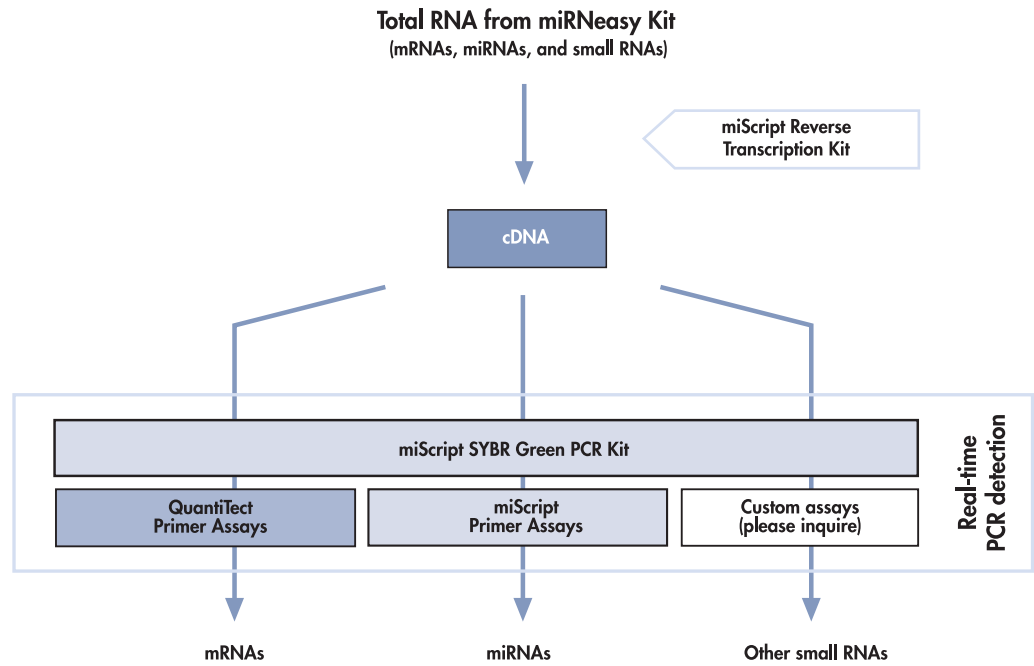 Total RNA from miRNeasy Kit
(mRNAs, miRNAs, and small RNAs)
miScript Reverse
Transcription Kit
cDNA
miScript SYBR Green PCR Kit
QuantiTect
Primer Assays
miScript
Primer Assays
Custom assays
(please inquire)
Real-time
PCR detection
mRNAs
miRNAs
Other small RNAs